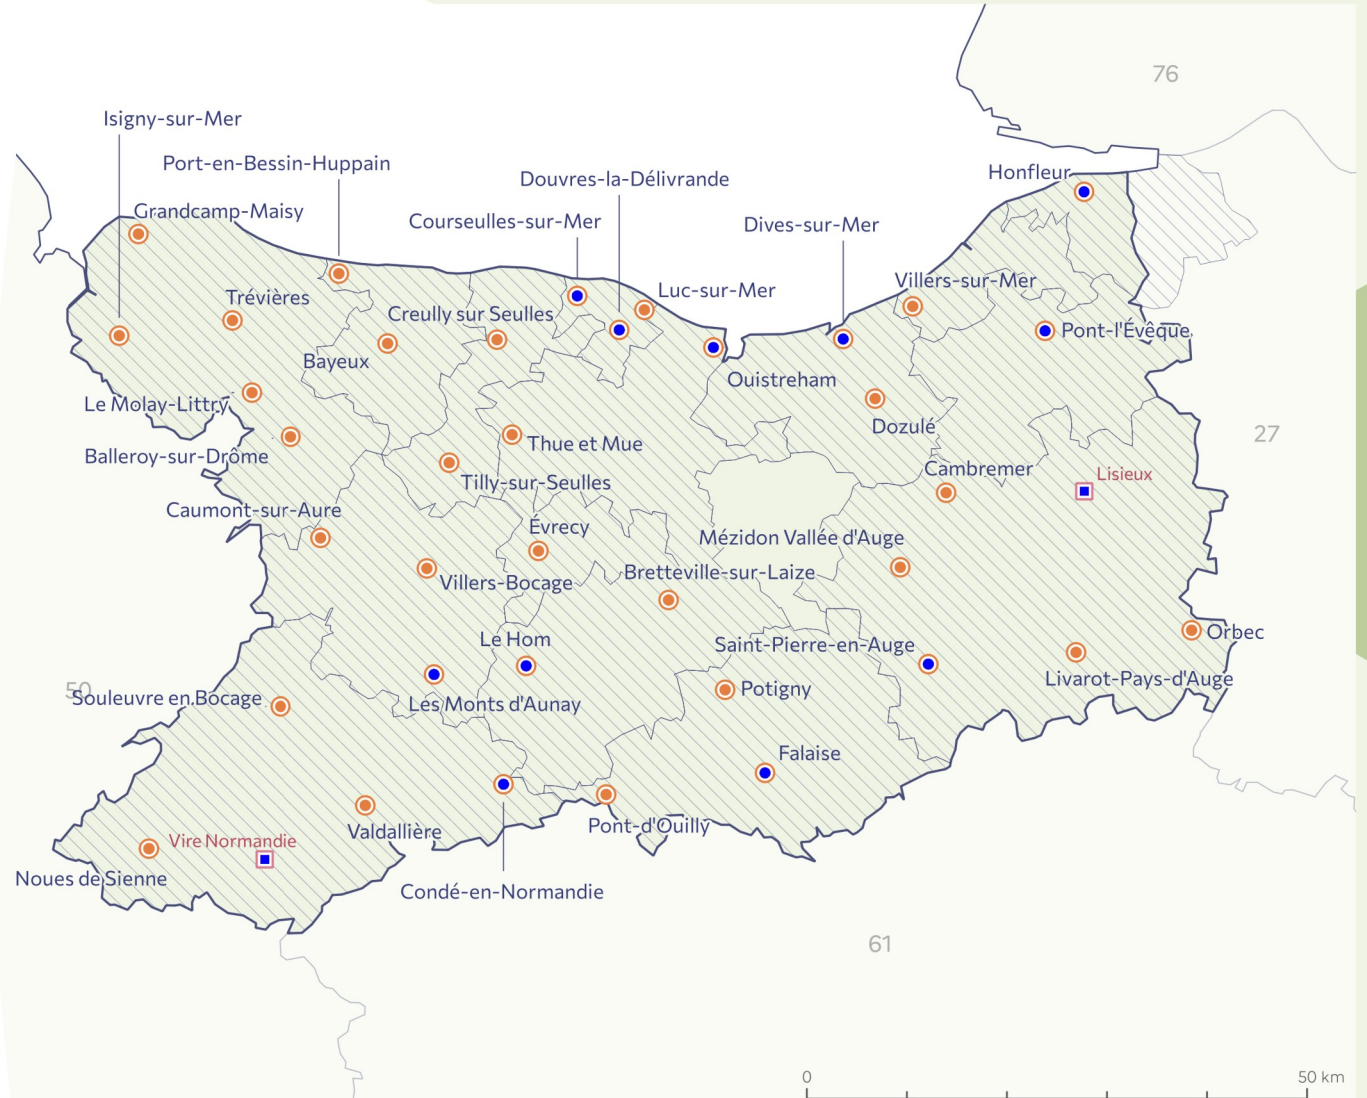 76
Isigny-sur-Mer
Port-en-Bessin-Huppain
Honfleur
Douvres-la-Délivrande
Grandcamp-Maisy
Courseulles-sur-Mer
Dives-sur-Mer
Villers-sur-Mer
Luc-sur-Mer
Trévières
Creully sur Seulles
Pont-l'Évêque
Bayeux
Ouistreham
Le Molay-Littry
Dozulé
27
Thue et Mue
Balleroy-sur-Drôme
Cambremer
Lisieux
Tilly-sur-Seulles
Caumont-sur-Aure
Évrecy
Mézidon Vallée d'Auge
Bretteville-sur-Laize
Villers-Bocage
Orbec
Le Hom
Saint-Pierre-en-Auge
Livarot-Pays-d'Auge
50
Potigny
Souleuvre en Bocage
Les Monts d'Aunay
Falaise
Pont-d'Ouilly
Valdallière
Vire Normandie
Noues de Sienne
Condé-en-Normandie
61
0
50 km